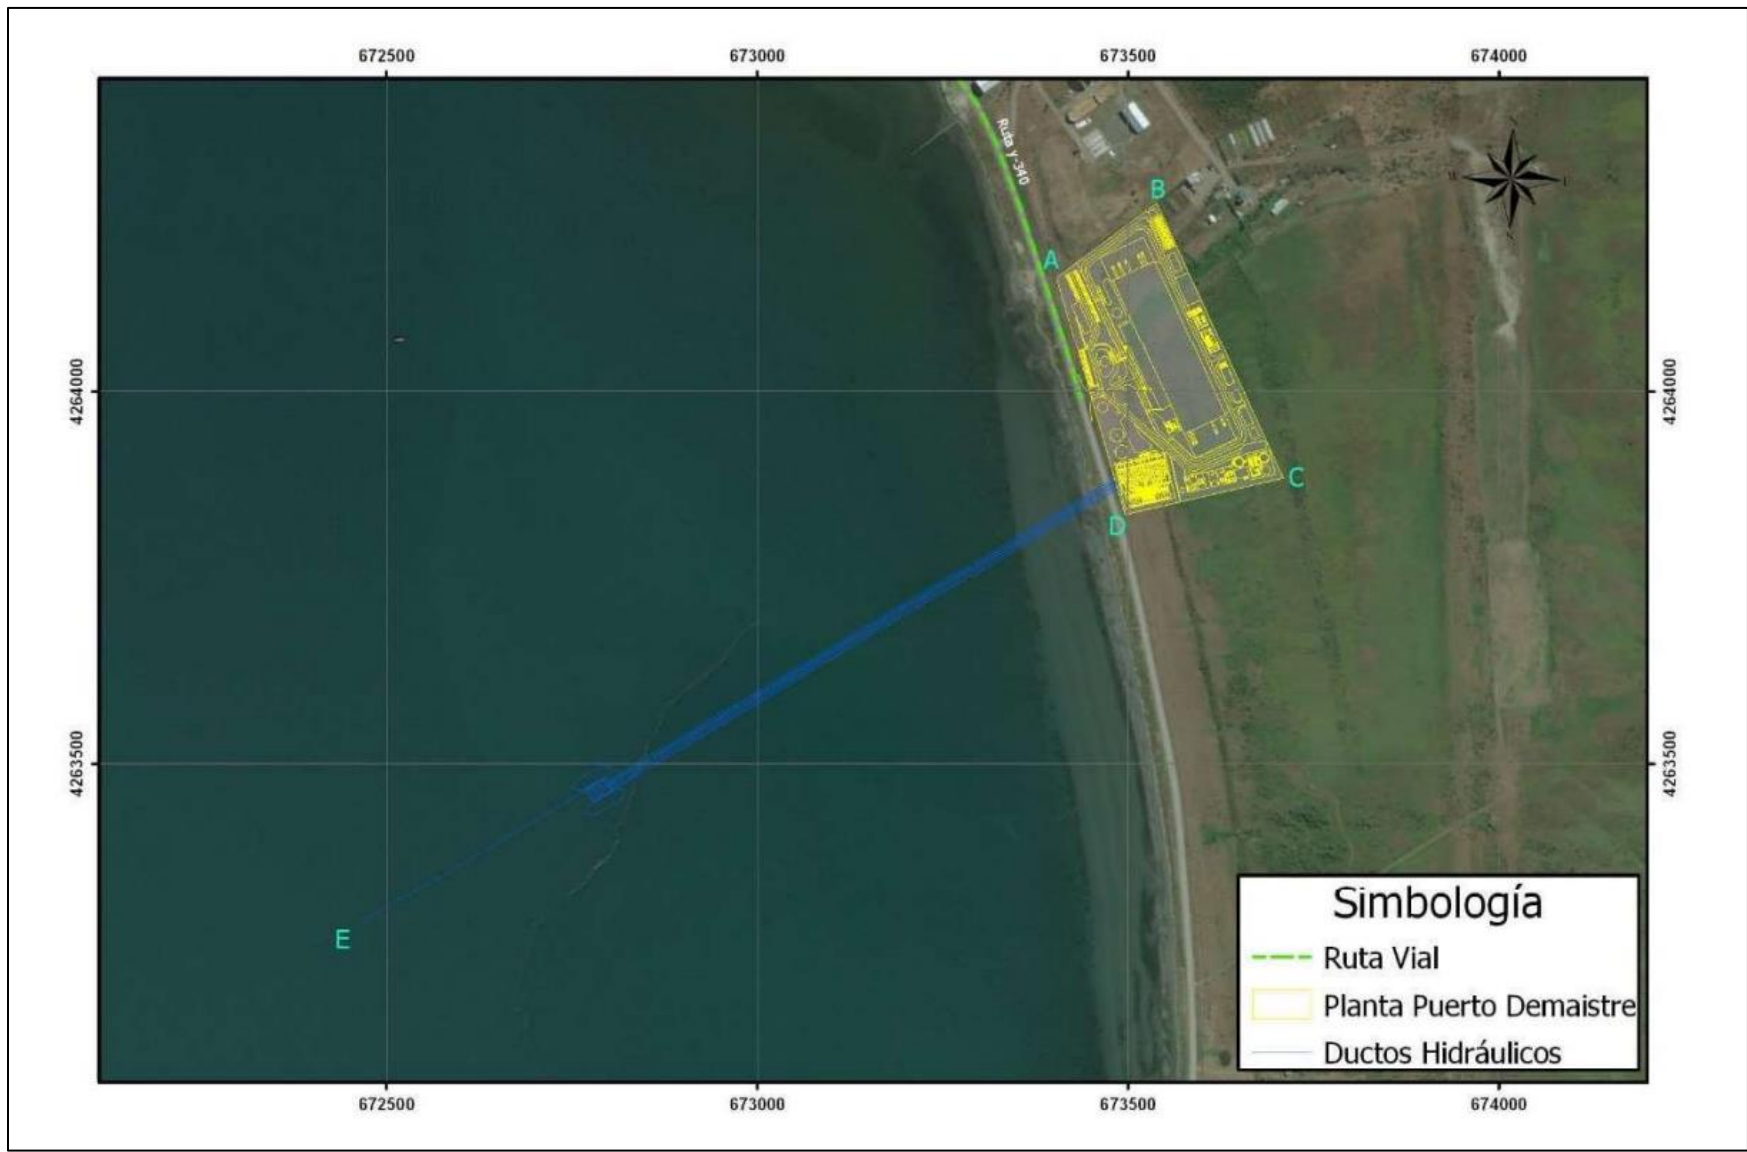 672500 673000 673500 674000
Ruta Y-340
B
A
4264000 4264000
C
D
4263500 4263500
E
Simbología
Ruta Vial
Planta Puerto Demaistre
Ductos Hidráulicos
672500 673000 673500 674000